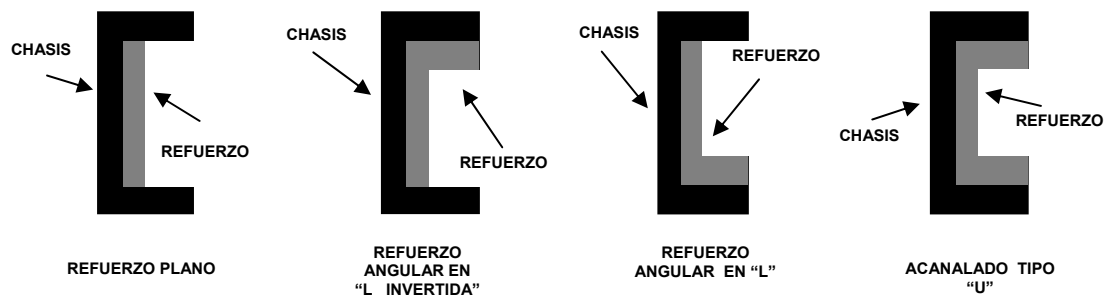 CHASIS
REFUERZO
REFUERZO PLANO
CHASIS
REFUERZO
REFUERZO
ANGULAR EN
“L INVERTIDA”
CHASIS
REFUERZO
REFUERZO
ANGULAR EN “L”
CHASIS
REFUERZO
ACANALADO TIPO
“U”